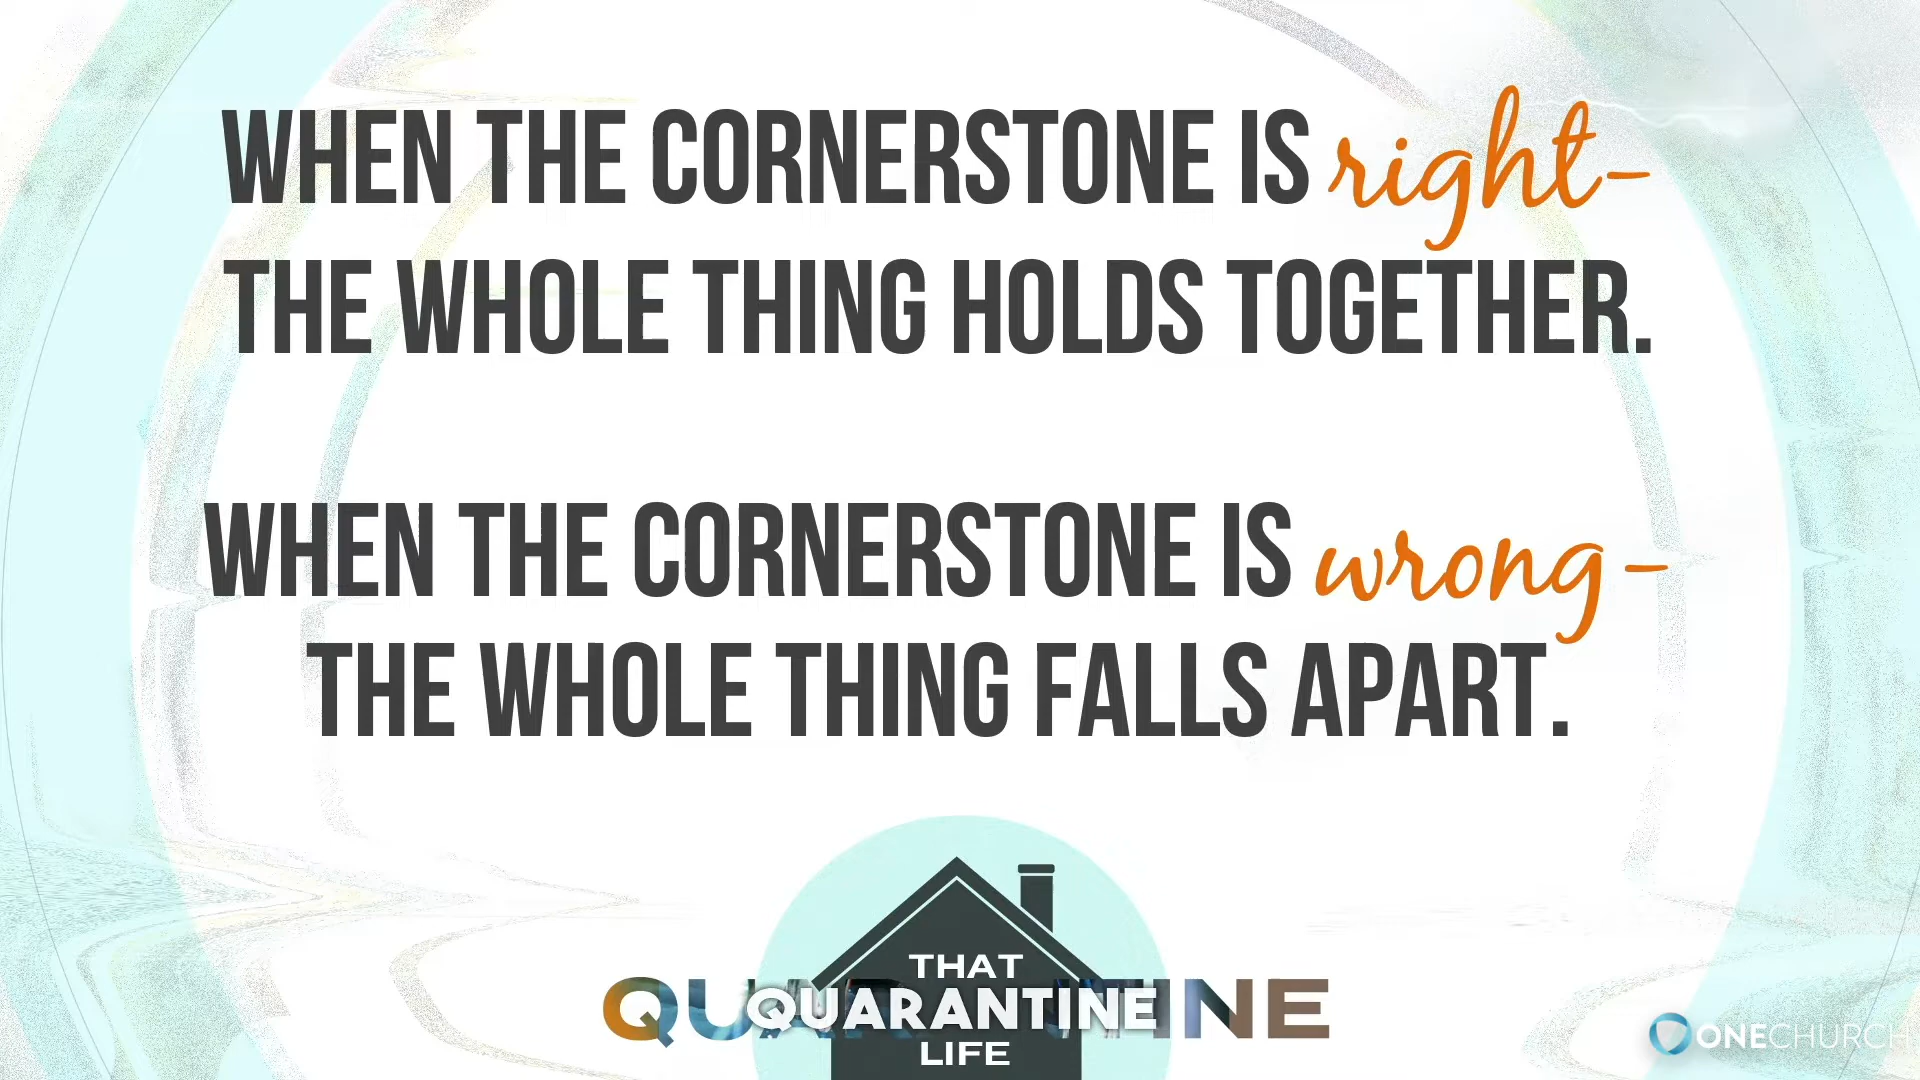 WHEN THE CORNERSTONE IS right-
THE WHOLE THING HOLDS TOGETHER.
WHEN THE CORNERSTONE IS wrong-
THE WHOLE THING FALLS APART.
THAT
QUARANTINE
LIFE
ONECHURCH